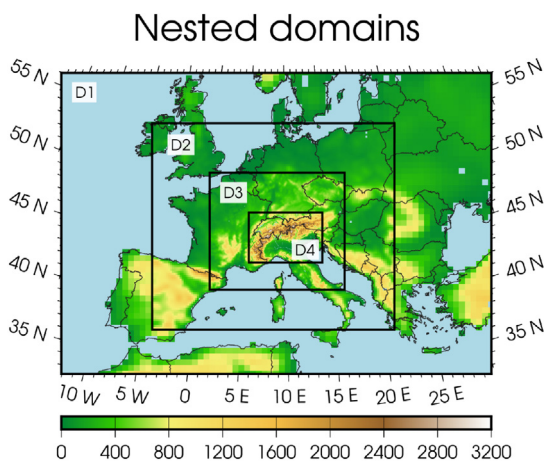 Nested domains
55 N 55 N
D1
50 N 50 N
D2
D3
45 N 45 N
D4
40 N 40 N
35 N 35 N
10 W 5 W 0 5 E 10 E 15 E 20 E 25 E
0 400 800 1200 1600 2000 2400 2800 3200